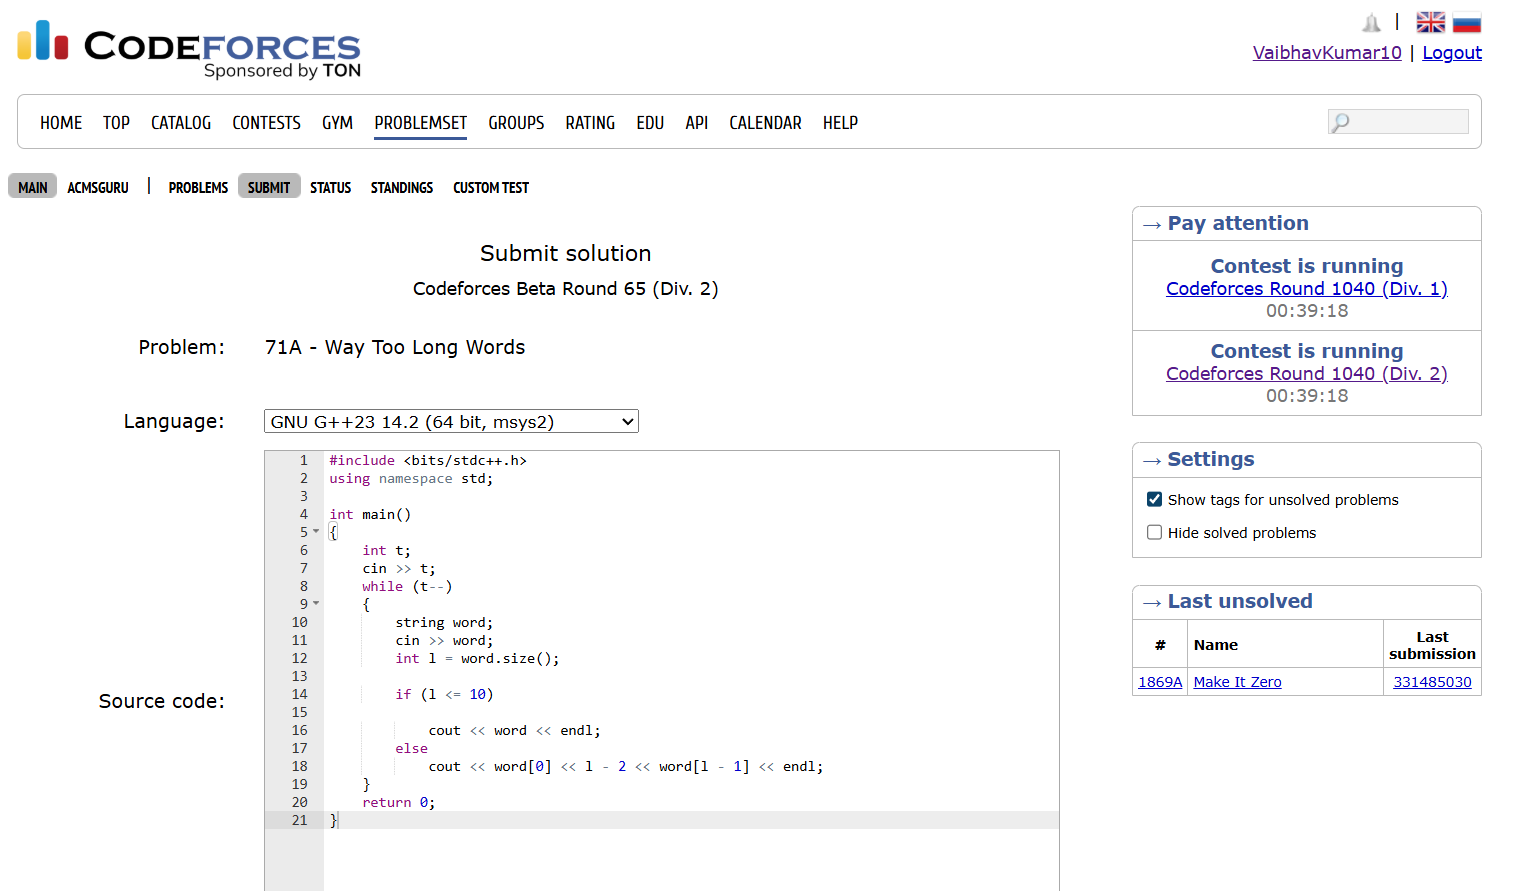 CODEFORCES
Sponsored by TON
|
VaibhavKumar10 | Logout
HOME TOP CATALOG CONTESTS GYM PROBLEMSET GROUPS RATING EDU API CALENDAR HELP
MAIN ACMSGURU | PROBLEMS SUBMIT STATUS STANDINGS CUSTOM TEST
Submit solution
Codeforces Beta Round 65 (Div. 2)
Problem: 71A - Way Too Long Words
Language: GNU G++23 14.2 (64 bit, msys2)
Source code:
1 #include <bits/stdc++.h>
2 using namespace std;
3
4 int main()
5 {
6     int t;
7     cin >> t;
8     while (t--)
9     {
10         string word;
11         cin >> word;
12         int l = word.size();
13
14         if (l <= 10)
15
16             cout << word << endl;
17         else
18             cout << word[0] << l - 2 << word[l - 1] << endl;
19     }
20     return 0;
21 }
→ Pay attention
Contest is running
Codeforces Round 1040 (Div. 1)
00:39:18
Contest is running
Codeforces Round 1040 (Div. 2)
00:39:18
→ Settings
Show tags for unsolved problems
Hide solved problems
→ Last unsolved
# Name Last submission
1869A Make It Zero 331485030